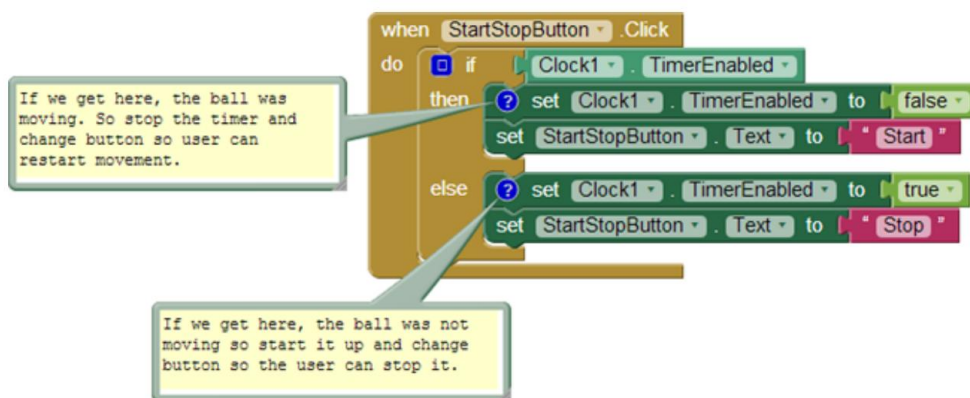 when StartStopButton .Click
do if Clock1 . TimerEnabled
then ? set Clock1 . TimerEnabled to false
set StartStopButton . Text to " Start "
else ? set Clock1 . TimerEnabled to true
set StartStopButton . Text to " Stop "
If we get here, the ball was
moving. So stop the timer and
change button so user can
restart movement.
If we get here, the ball was not
moving so start it up and change
button so the user can stop it.